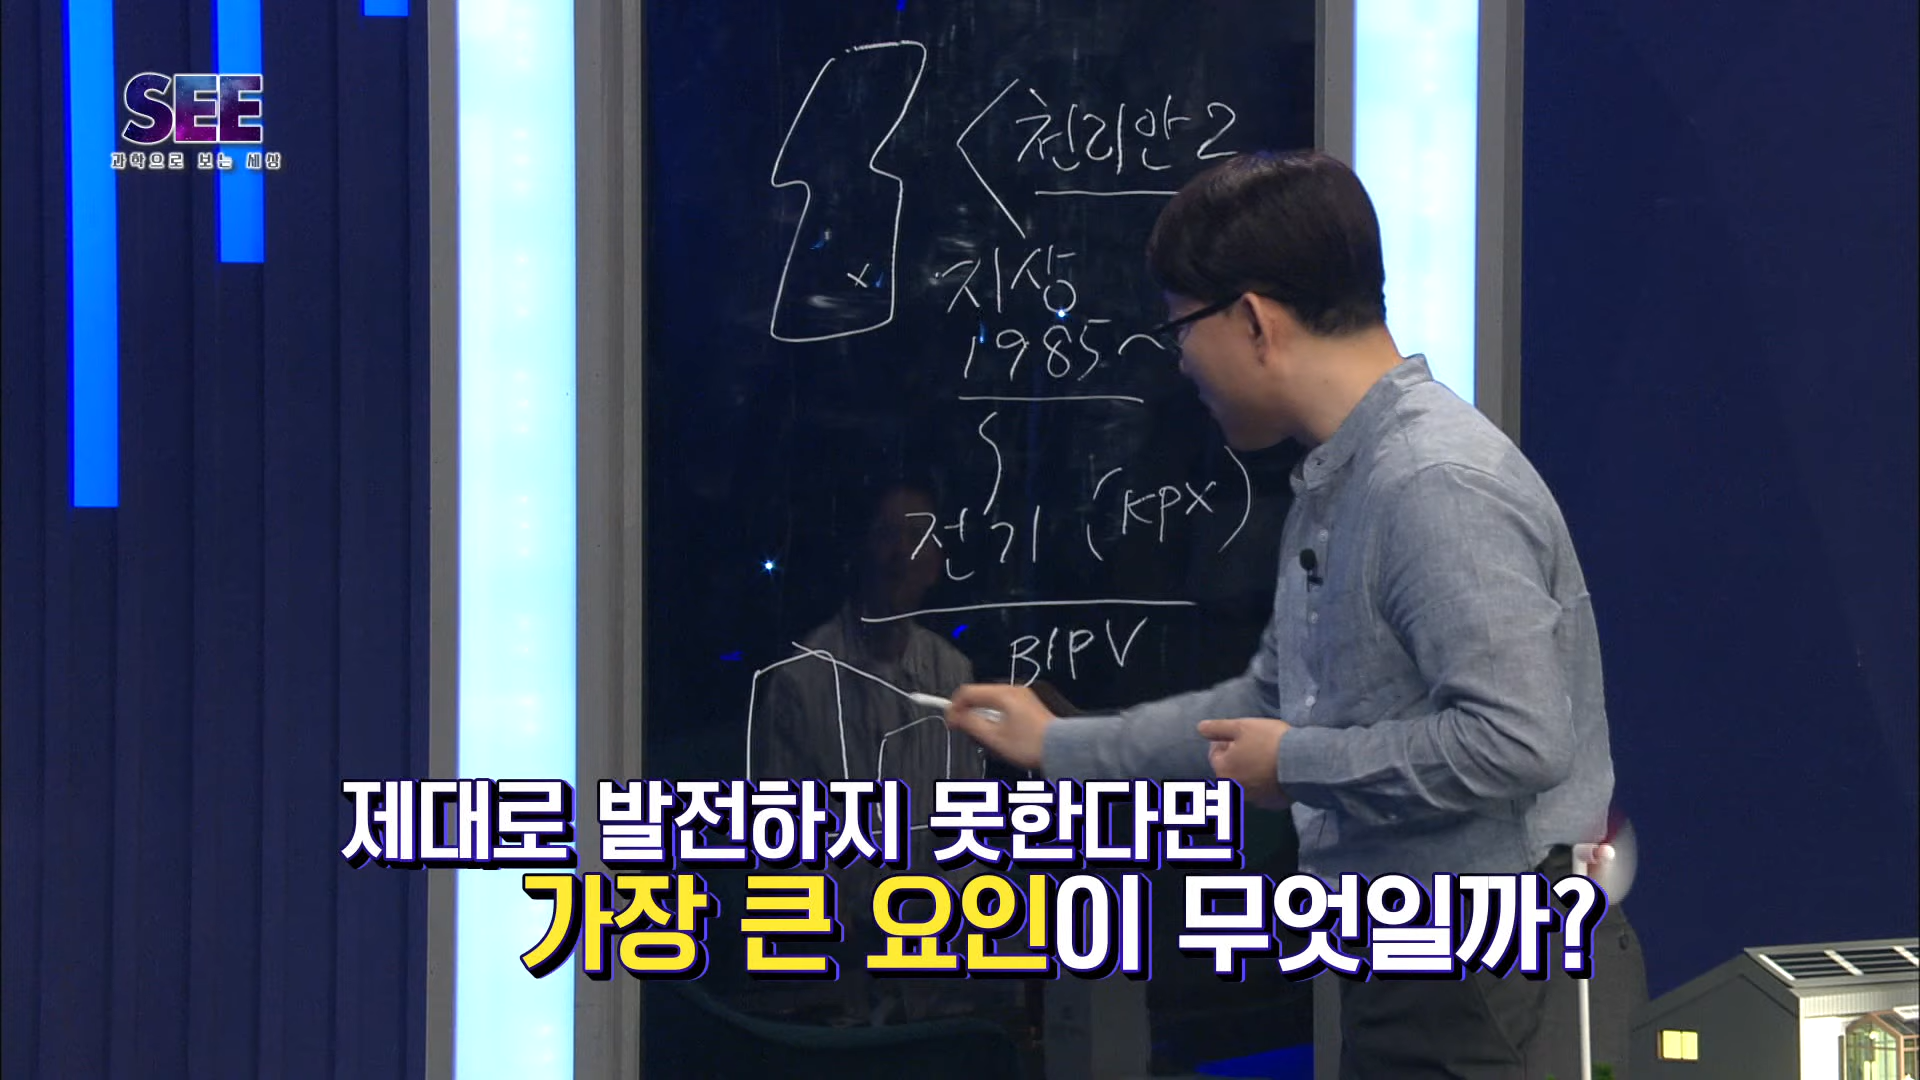 SEE
과학으로 보는 세상
천리안2
지상
1985~
전기 (KPX)
BIPV
제대로 발전하지 못한다면
가장 큰 요인이 무엇일까?